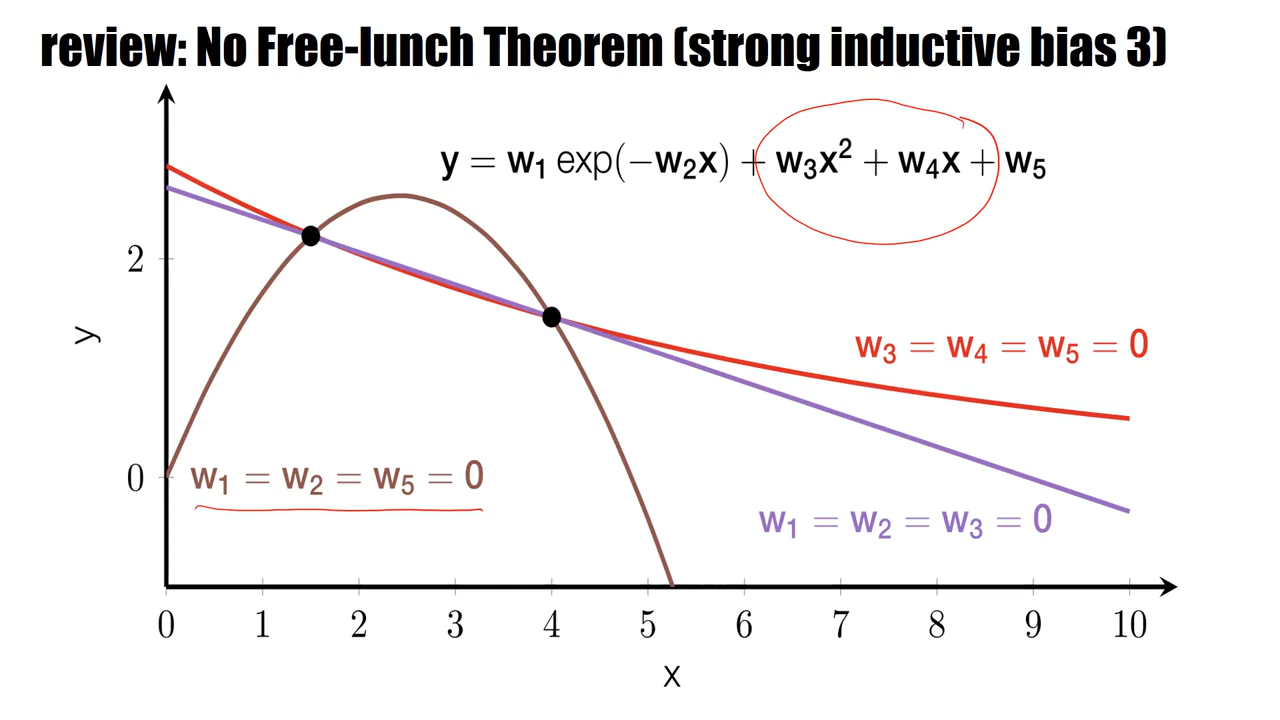 review: No Free-lunch Theorem (strong inductive bias 3)
y = w₁ exp(−w₂x) + w₃x² + w₄x + w₅
2
y
w₃ = w₄ = w₅ = 0
0
w₁ = w₂ = w₅ = 0
w₁ = w₂ = w₃ = 0
0 1 2 3 4 5 6 7 8 9 10
x